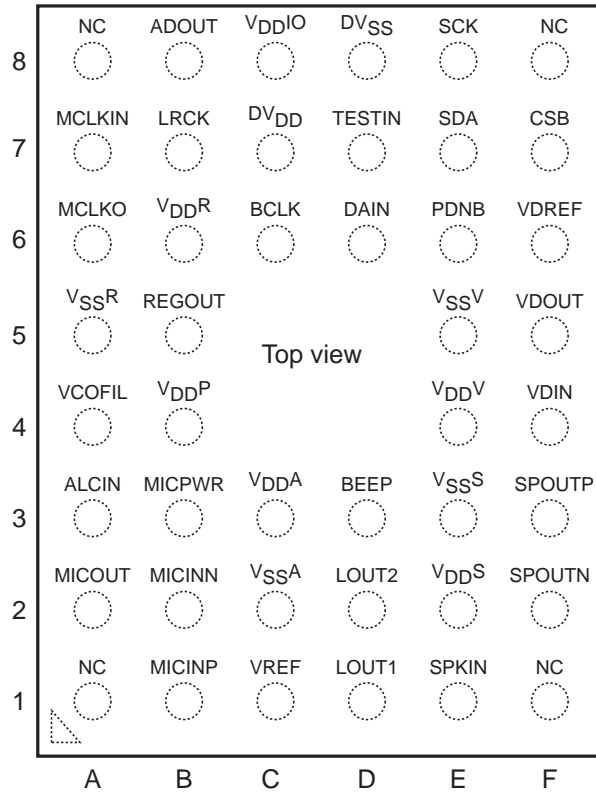 NC ADOUT VDDIO DVSS SCK NC
8
MCLKIN LRCK DVDD TESTIN SDA CSB
7
MCLKO VDDR BCLK DAIN PDNB VDREF
6
VSSR REGOUT VSSV VDOUT
5
Top view
VCOFIL VDDP VDDV VDIN
4
ALCIN MICPWR VDDA BEEP VSSS SPOUTP
3
MICOUT MICINN VSSA LOUT2 VDDS SPOUTN
2
NC MICINP VREF LOUT1 SPKIN NC
1
A B C D E F